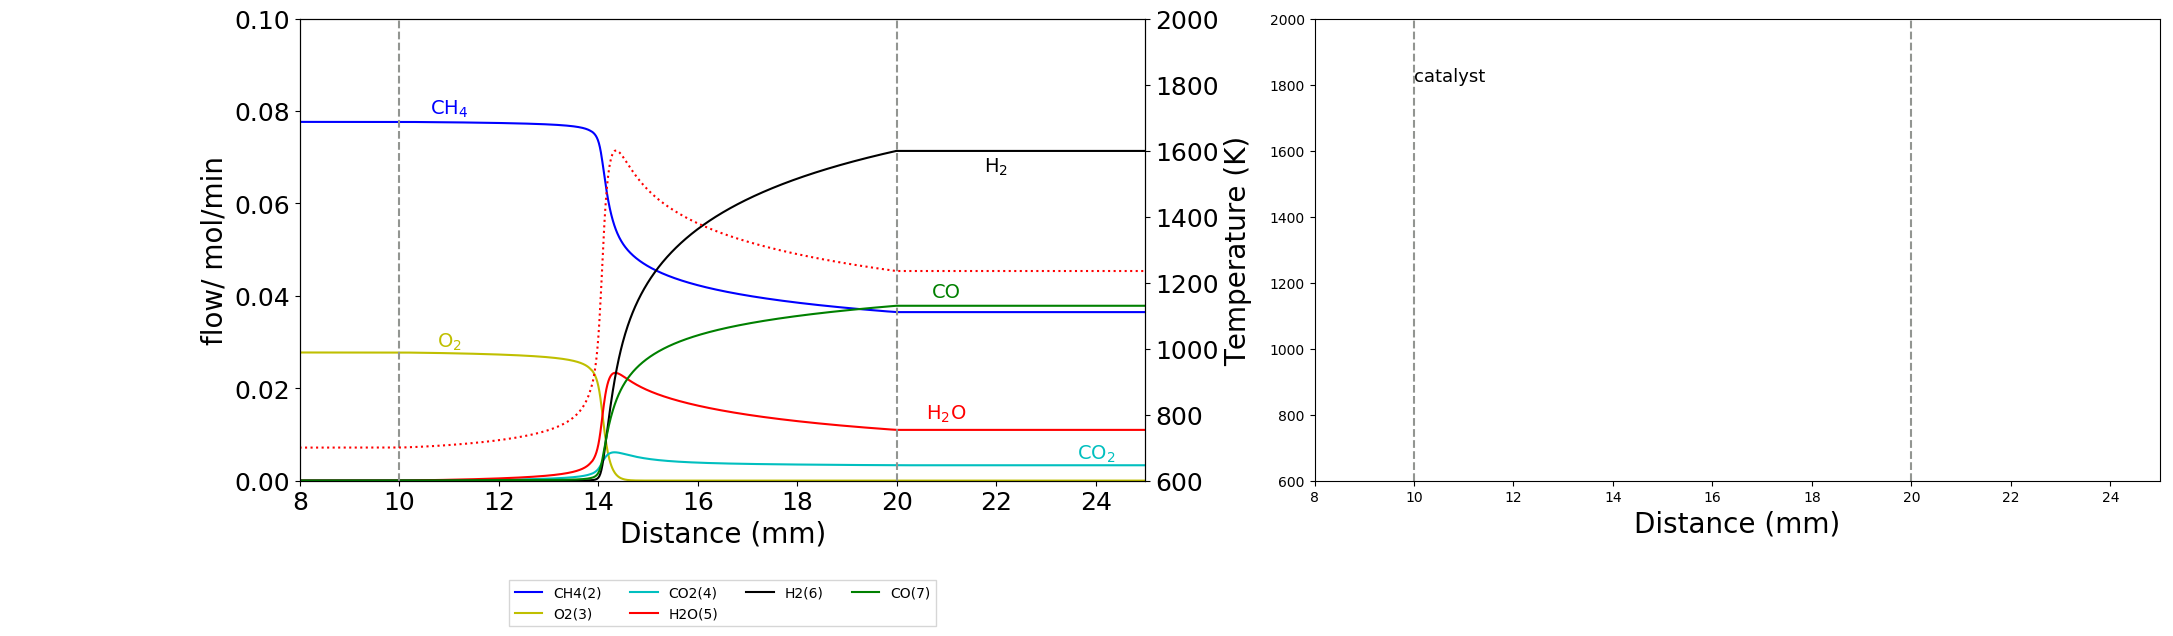 0.10
0.08
0.06
0.04
0.02
0.00
flow/ mol/min
8 10 12 14 16 18 20 22 24
Distance (mm)
CH₄
O₂
H₂
CO
H₂O
CO₂
2000
1800
1600
1400
1200
1000
800
600
Temperature (K)
CH4(2) CO2(4) H2(6) CO(7)
O2(3) H2O(5)
2000
1800
1600
1400
1200
1000
800
600
catalyst
8 10 12 14 16 18 20 22 24
Distance (mm)